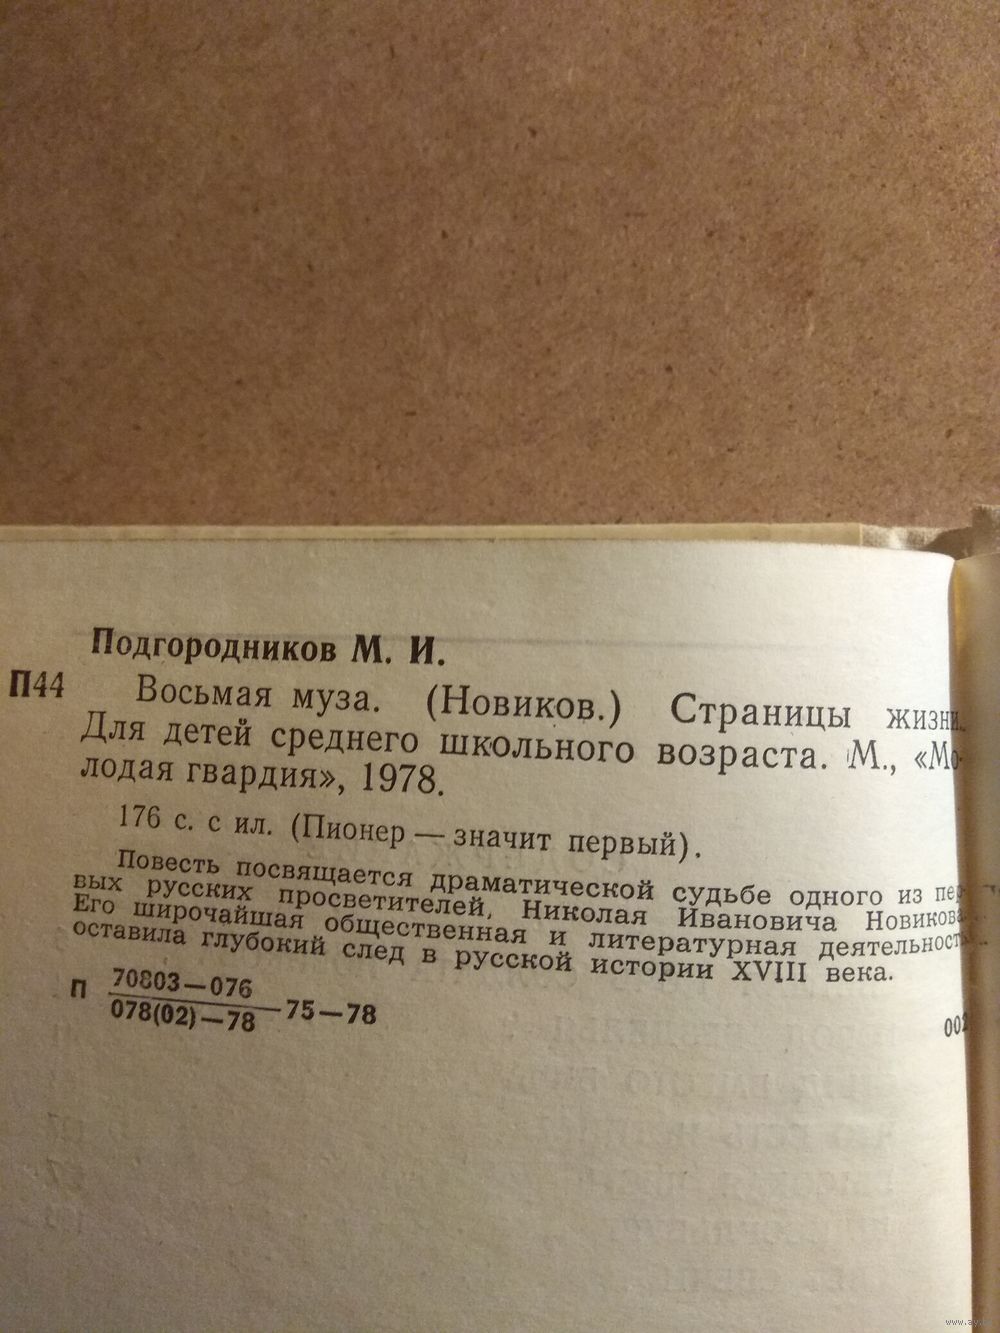 Подгородников М. И.
П44 Восьмая муза. (Новиков.) Страницы жизни.
Для детей среднего школьного возраста. М., «Мо-
лодая гвардия», 1978.
176 с. с ил. (Пионер — значит первый).
Повесть посвящается драматической судьбе одного из пер-
вых русских просветителей, Николая Ивановича Новикова.
Его широчайшая общественная и литературная деятельность
оставила глубокий след в русской истории XVIII века.
П 70803—076
078(02)—78 —75—78